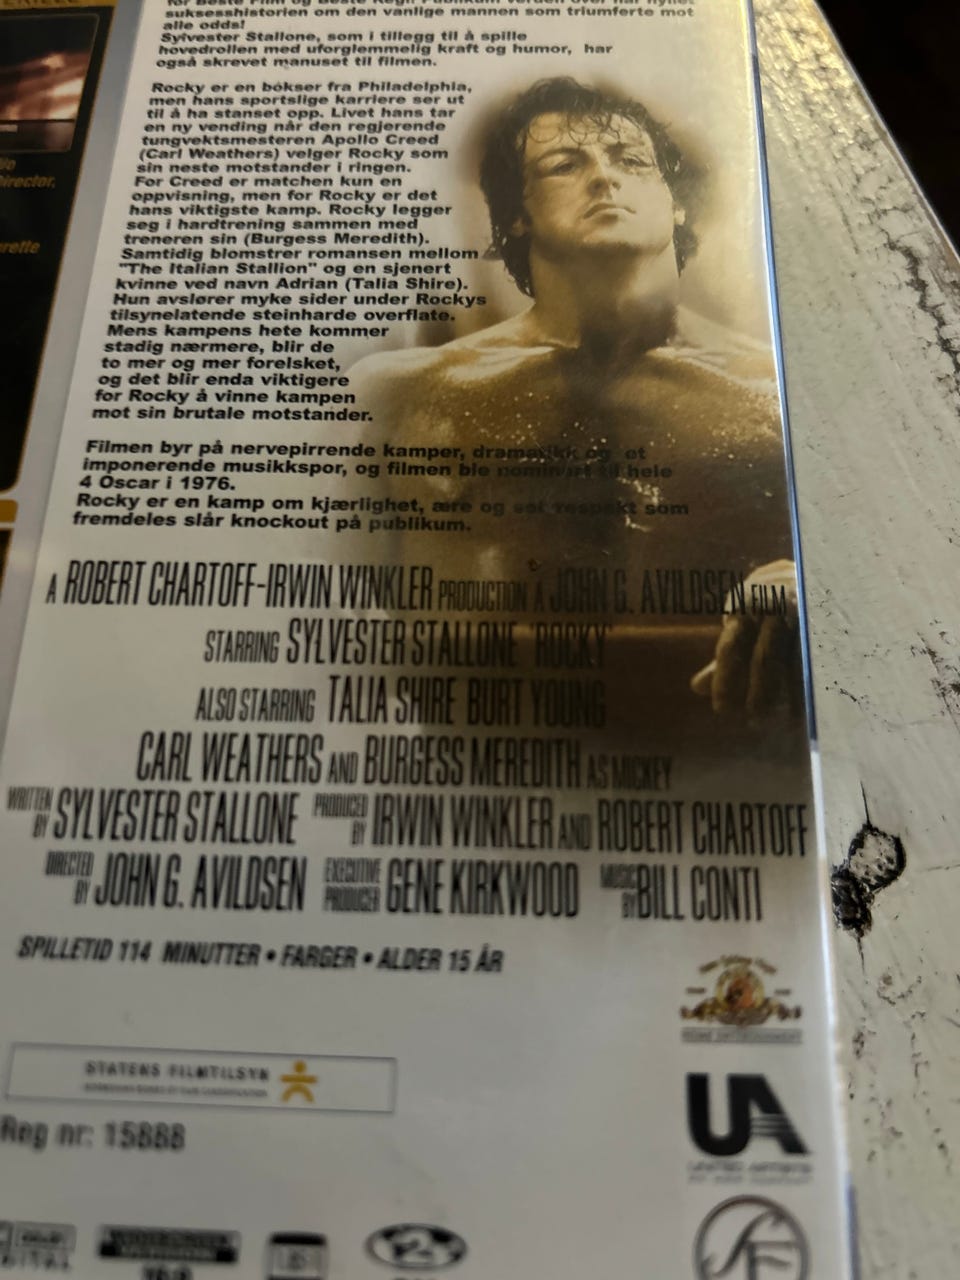 suksesshistorien om den vanlige mannen som triumferte mot
alle odds!
Sylvester Stallone, som i tillegg til å spille
hovedrollen med uforglemmelig kraft og humor, har
også skrevet manuset til filmen.
Rocky er en bokser fra Philadelphia,
men hans sportslige karriere ser ut
til å ha stanset opp. Livet hans tar
en ny vending når den regjerende
tungvektsmesteren Apollo Creed
(Carl Weathers) velger Rocky som
sin neste motstander i ringen.
For Creed er matchen kun en
oppvisning, men for Rocky er det
hans viktigste kamp. Rocky legger
seg i hardtrening sammen med
treneren sin (Burgess Meredith).
Samtidig blomstrer romansen mellom
"The Italian Stallion" og en sjenert
kvinne ved navn Adrian (Talia Shire).
Hun avslører myke sider under Rockys
tilsynelatende steinharde overflate.
Mens kampens hete kommer
stadig nærmere, blir de
to mer og mer forelsket,
og det blir enda viktigere
for Rocky å vinne kampen
mot sin brutale motstander.
Filmen byr på nervepirrende kamper, dramatikk og et
imponerende musikkspor, og filmen ble nominert til hele
4 Oscar i 1976.
Rocky er en kamp om kjærlighet, ære og respekt som
fremdeles slår knockout på publikum.
A ROBERT CHARTOFF-IRWIN WINKLER PRODUCTION A JOHN G. AVILDSEN FILM
STARRING SYLVESTER STALLONE 'ROCKY'
ALSO STARRING TALIA SHIRE BURT YOUNG
CARL WEATHERS AND BURGESS MEREDITH AS MICKEY
WRITTEN BY SYLVESTER STALLONE PRODUCED BY IRWIN WINKLER AND ROBERT CHARTOFF
DIRECTED BY JOHN G. AVILDSEN EXECUTIVE PRODUCER GENE KIRKWOOD MUSIC BY BILL CONTI
SPILLETID 114 MINUTTER • FARGER • ALDER 15 ÅR
STATENS FILMTILSYN
Reg nr: 15888
UA
UNITED ARTISTS
SF
Director,